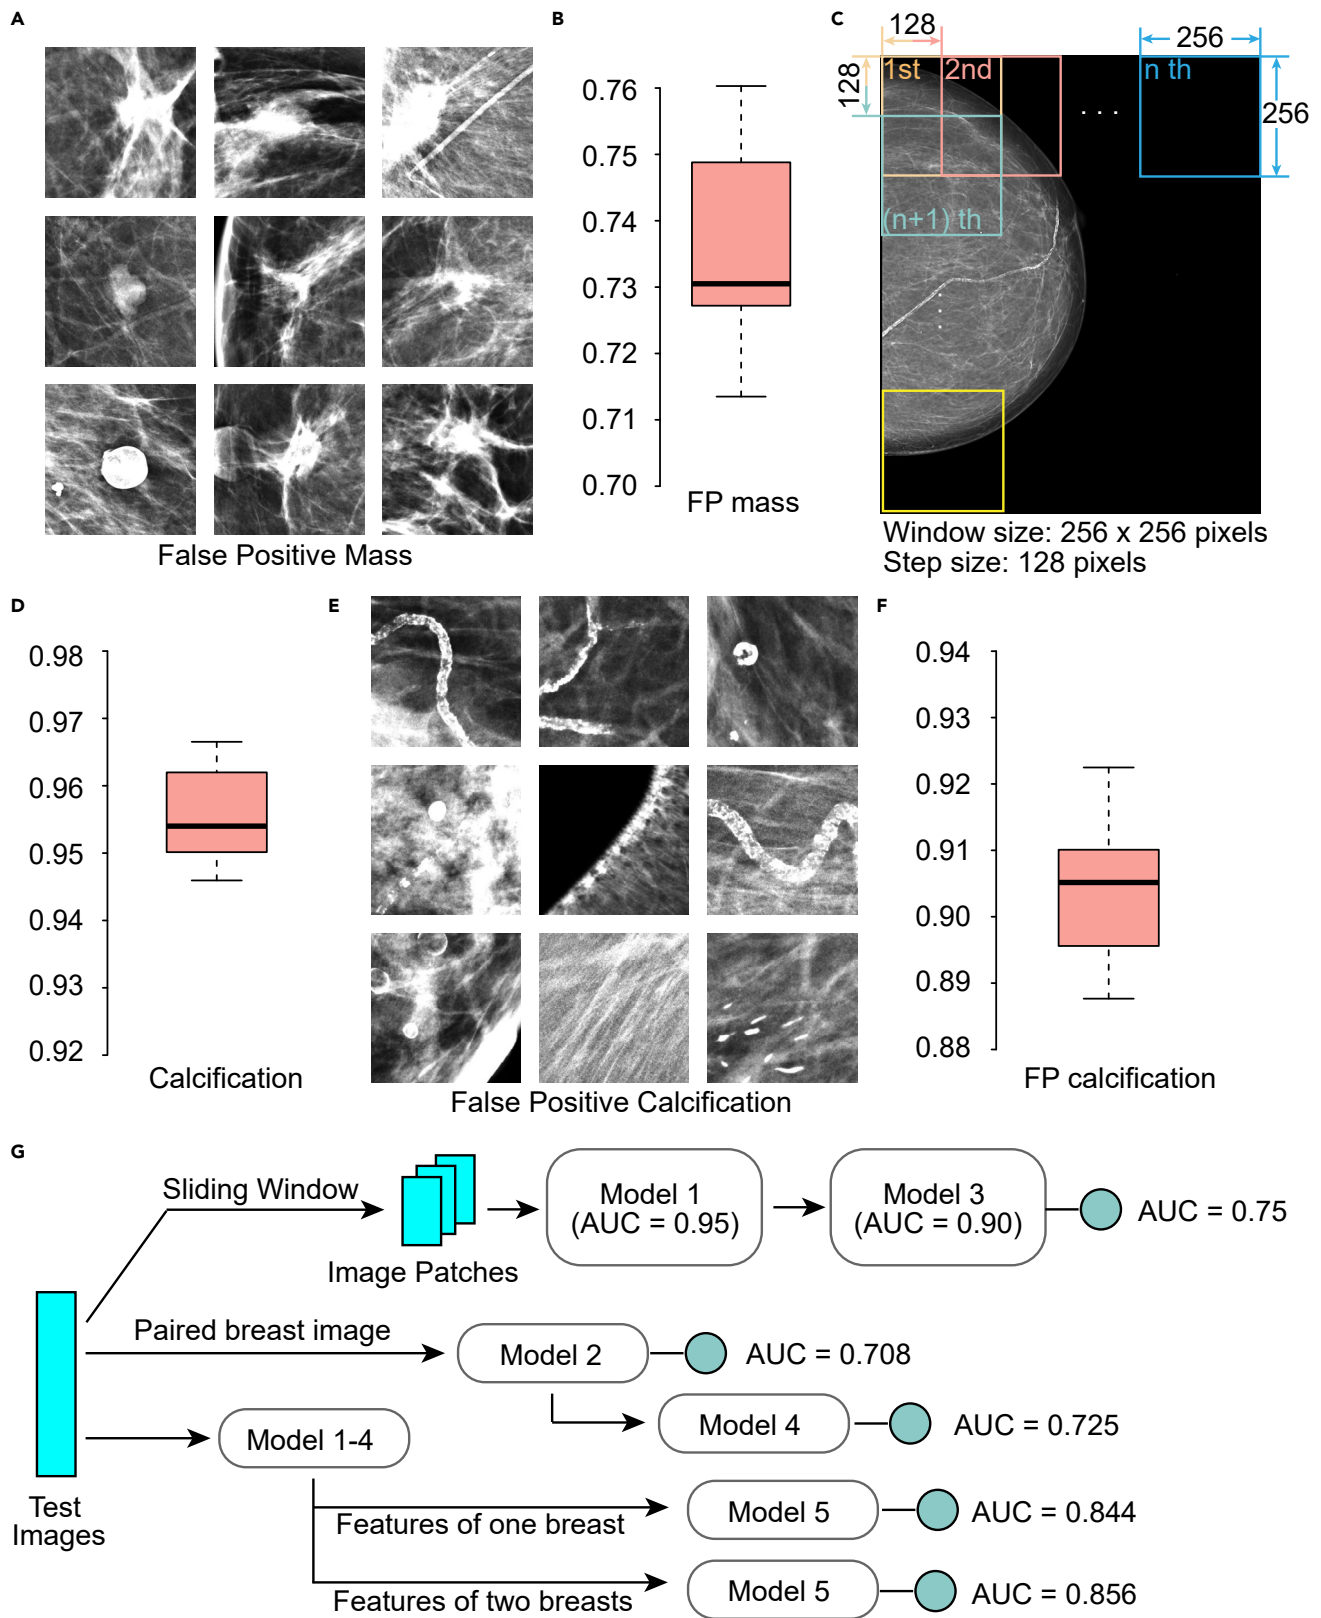 A
False Positive Mass
B
0.76
0.75
0.74
0.73
0.72
0.71
0.70
FP mass
C
128
128
1st
2nd
n th
(n+1) th
. . .
256
256
Window size: 256 x 256 pixels
Step size: 128 pixels
D
0.98
0.97
0.96
0.95
0.94
0.93
0.92
Calcification
E
False Positive Calcification
F
0.94
0.93
0.92
0.91
0.90
0.89
0.88
FP calcification
G
Test
Images
Sliding Window
Image Patches
Model 1
(AUC = 0.95)
Model 3
(AUC = 0.90)
AUC = 0.75
Paired breast image
Model 2
AUC = 0.708
Model 4
AUC = 0.725
Model 1-4
Features of one breast
Model 5
AUC = 0.844
Features of two breasts
Model 5
AUC = 0.856